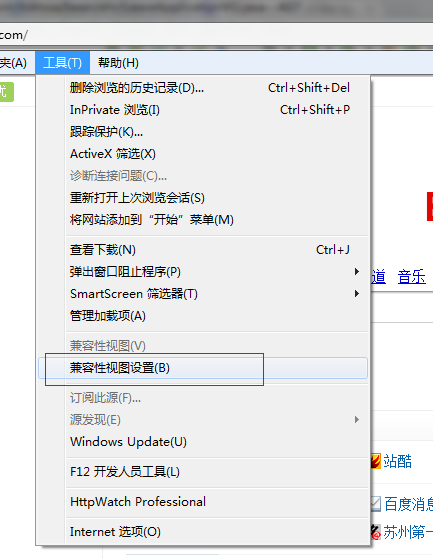 com/
夹(A) 工具(T) 帮助(H)
优
删除浏览的历史记录(D)... Ctrl+Shift+Del
InPrivate 浏览(I) Ctrl+Shift+P
跟踪保护(K)...
ActiveX 筛选(X)
诊断连接问题(C)...
重新打开上次浏览会话(S)
将网站添加到“开始”菜单(M)
查看下载(N) Ctrl+J
弹出窗口阻止程序(P)
道 音乐
SmartScreen 筛选器(T)
管理加载项(A)
兼容性视图(V)
兼容性视图设置(B)
订阅此源(F)...
源发现(E)
Windows Update(U)
站酷
F12 开发人员工具(L)
HttpWatch Professional
百度消息
Internet 选项(O)
苏州第一